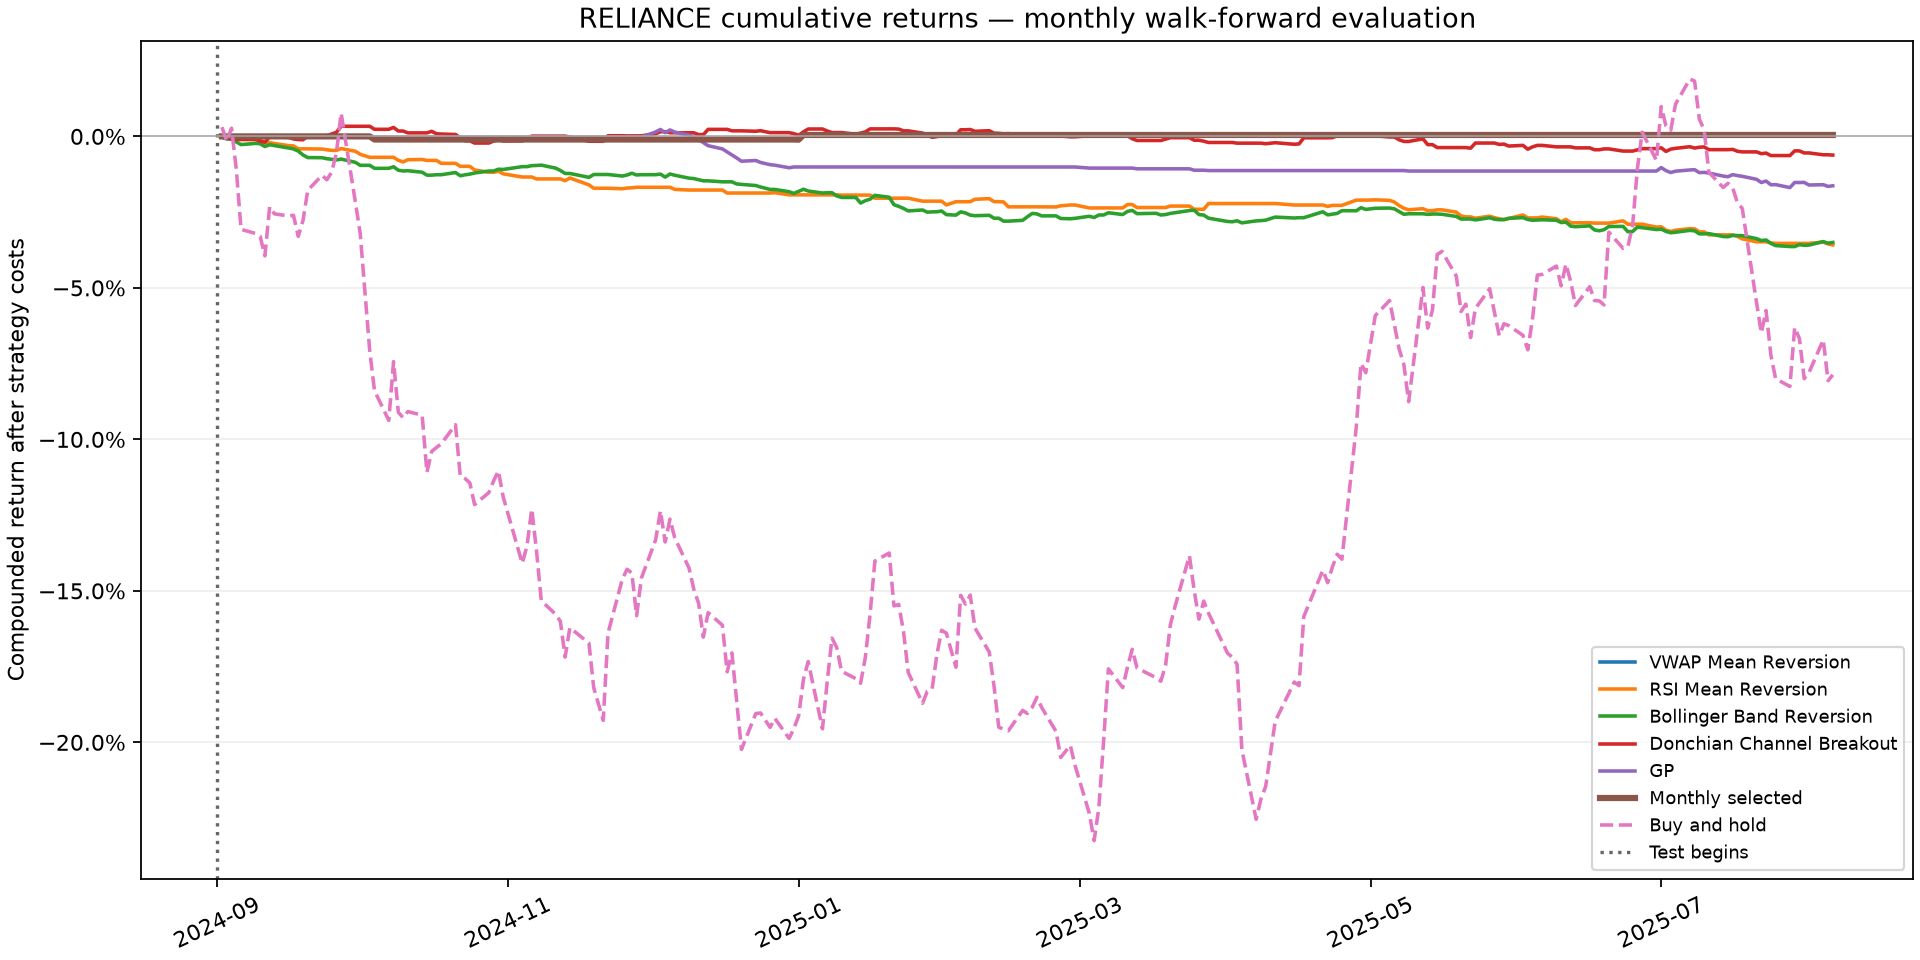 RELIANCE cumulative returns — monthly walk-forward evaluation
Compounded return after strategy costs
0.0%
−5.0%
−10.0%
−15.0%
−20.0%
2024-09
2024-11
2025-01
2025-03
2025-05
2025-07
VWAP Mean Reversion
RSI Mean Reversion
Bollinger Band Reversion
Donchian Channel Breakout
GP
Monthly selected
Buy and hold
Test begins